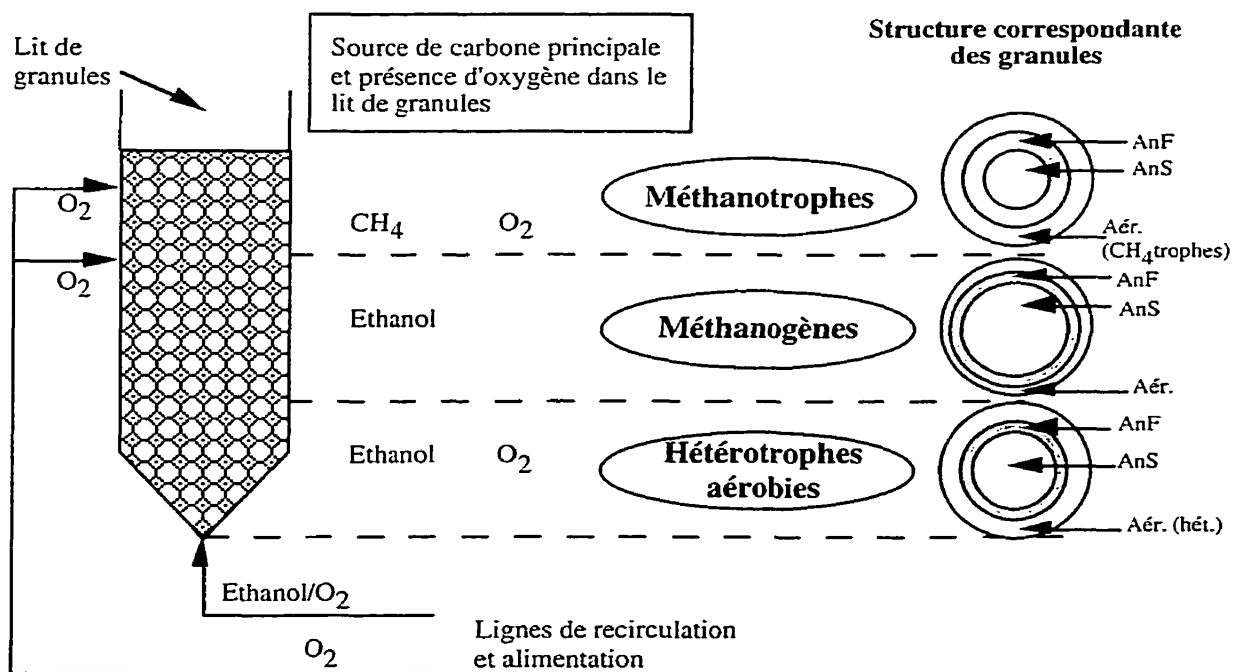 Lit de
granules
Source de carbone principale
et présence d'oxygène dans le
lit de granules
Structure correspondante
des granules
O2
O2
CH4 O2
Méthanotrophes
AnF
AnS
Aér.
(CH4trophes)
Ethanol
Méthanogènes
AnF
AnS
Aér.
Ethanol O2
Hétérotrophes
aérobies
AnF
AnS
Aér. (hét.)
Ethanol/O2
O2
Lignes de recirculation
et alimentation